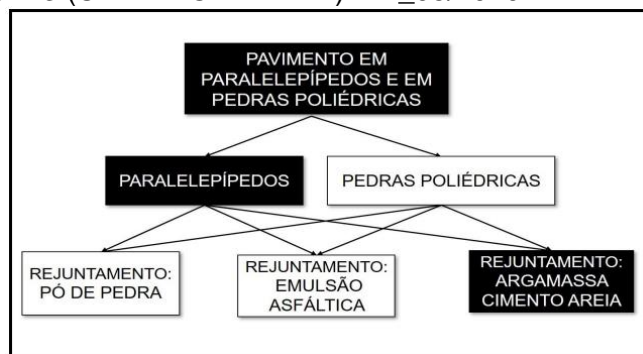 PAVIMENTO EM
PARALELEPÍPEDOS E EM
PEDRAS POLIÉDRICAS
PARALELEPÍPEDOS
PEDRAS POLIÉDRICAS
REJUNTAMENTO:
PÓ DE PEDRA
REJUNTAMENTO:
EMULSÃO
ASFÁLTICA
REJUNTAMENTO:
ARGAMASSA
CIMENTO AREIA